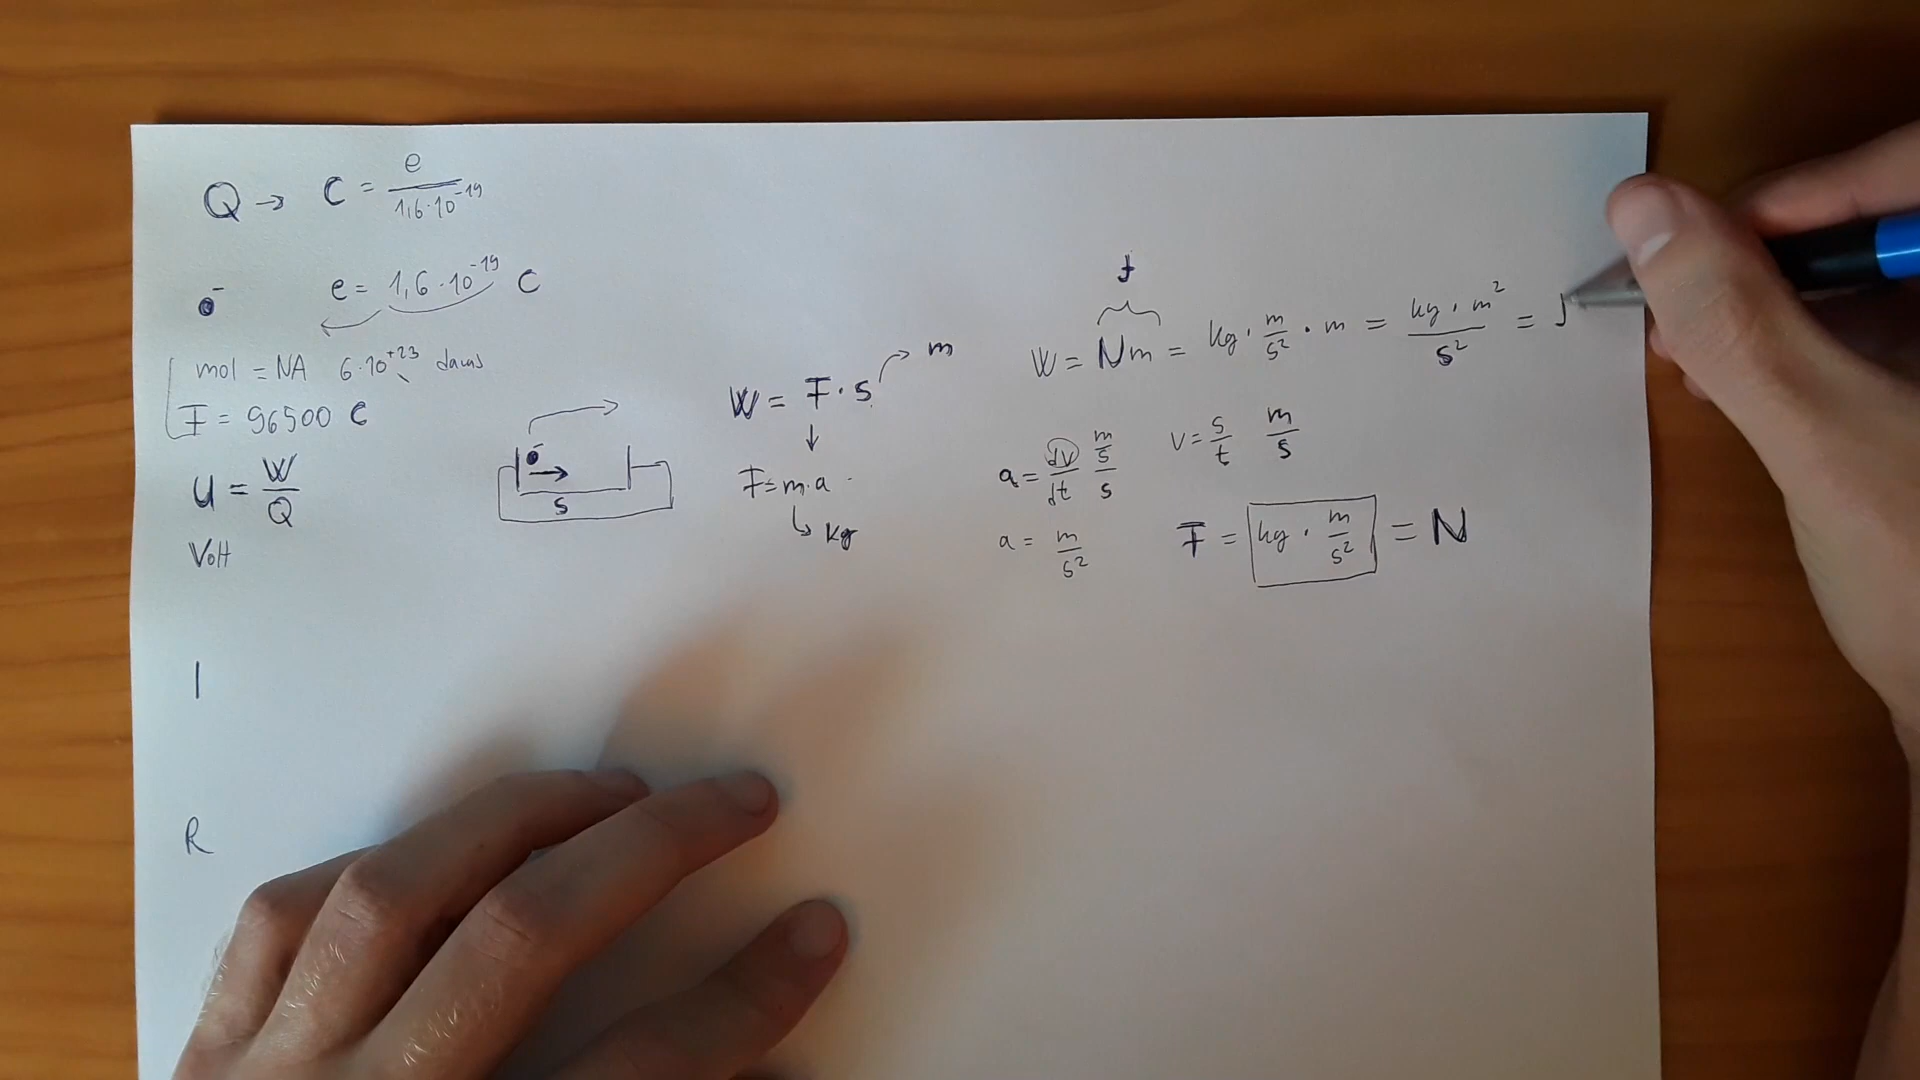 Q → C = e / 1,6·10^-19
e^-
e = 1,6·10^-19 C
mol = NA 6·10^+23
F = 96500 C
U = W / Q
Volt
I
R
s
W = F·s → m
F = m·a
↳ kg
J
W = Nm = kg·m/s² · m = kg·m² / s² = J
a = dv/dt m/s/s
v = s/t m/s
a = m/s²
F = kg·m/s² = N